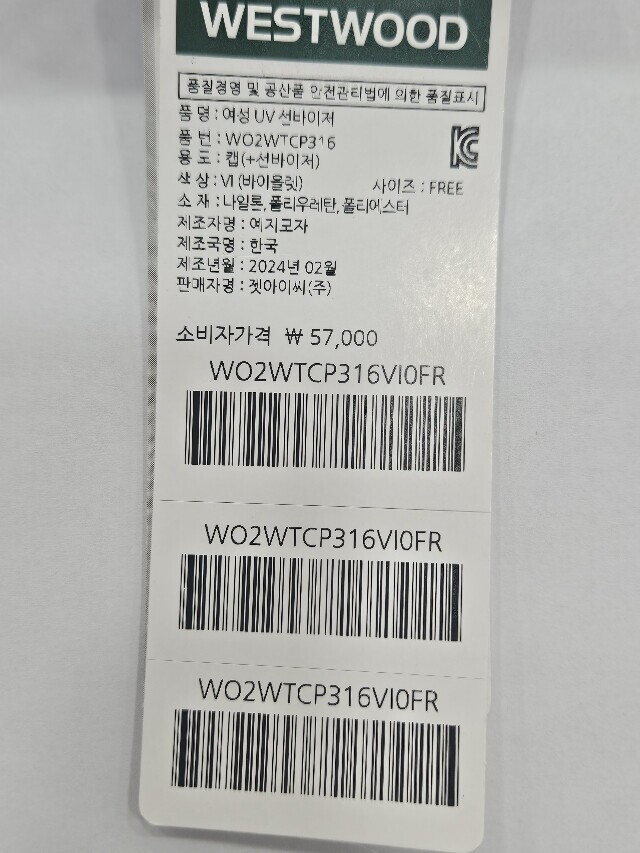 WESTWOOD
품질경영 및 공산품 안전관리법에 의한 품질표시
품 명 : 여성 UV 선바이저
품 번 : WO2WTCP316
용 도 : 캡(+선바이저)
색 상 : VI (바이올렛) 사이즈 : FREE
소 재 : 나일론, 폴리우레탄, 폴리에스터
제조자명 : 예지모자
제조국명 : 한국
제조년월 : 2024년 02월
판매자명 : 젯아이씨(주)
소비자가격 ₩ 57,000
WO2WTCP316VI0FR
WO2WTCP316VI0FR
WO2WTCP316VI0FR